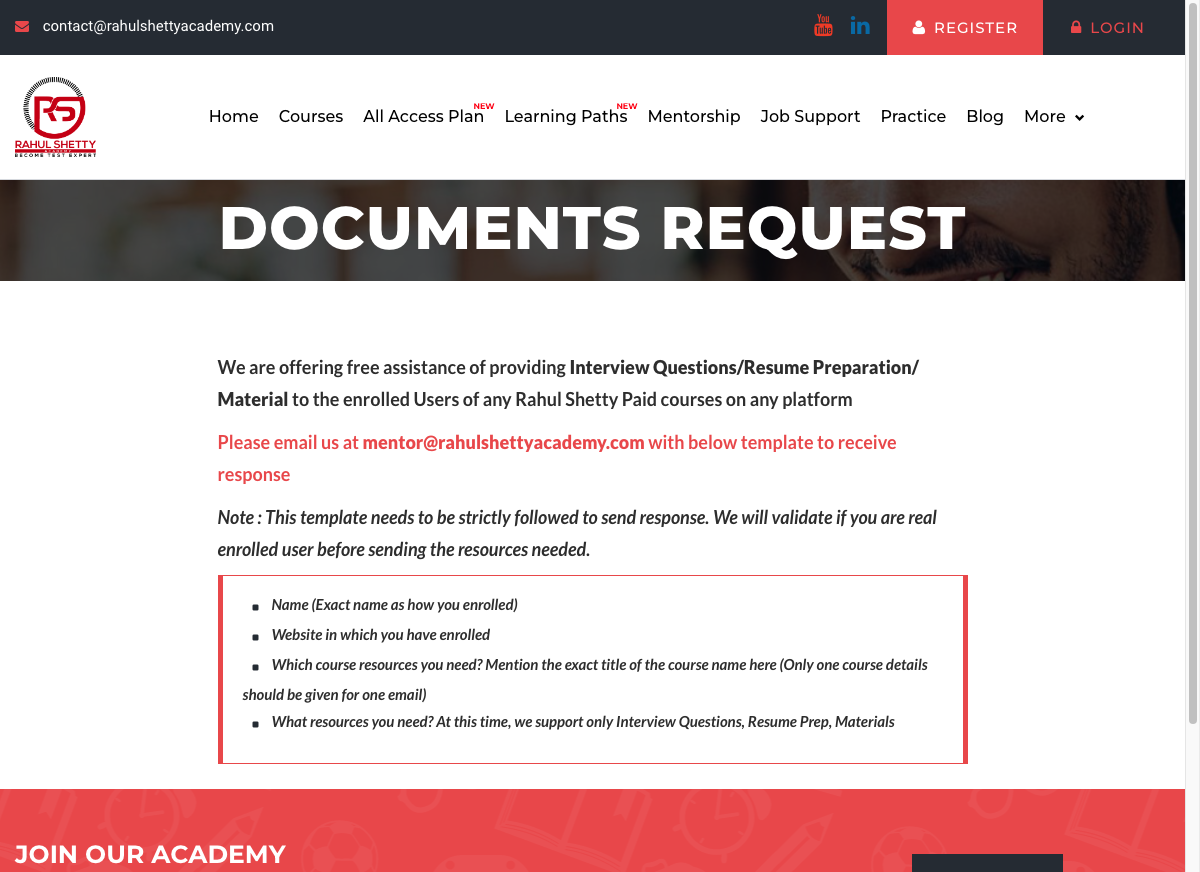 contact@rahulshettyacademy.com
You
Tube
in
REGISTER
LOGIN
RS
RAHUL SHETTY
ACADEMY
BECOME TEST EXPERT
Home
Courses
All Access Plan NEW
Learning Paths NEW
Mentorship
Job Support
Practice
Blog
More
DOCUMENTS REQUEST
We are offering free assistance of providing Interview Questions/Resume Preparation/
Material to the enrolled Users of any Rahul Shetty Paid courses on any platform
Please email us at mentor@rahulshettyacademy.com with below template to receive
response
Note : This template needs to be strictly followed to send response. We will validate if you are real
enrolled user before sending the resources needed.
Name (Exact name as how you enrolled)
Website in which you have enrolled
Which course resources you need? Mention the exact title of the course name here (Only one course details
should be given for one email)
What resources you need? At this time, we support only Interview Questions, Resume Prep, Materials
JOIN OUR ACADEMY